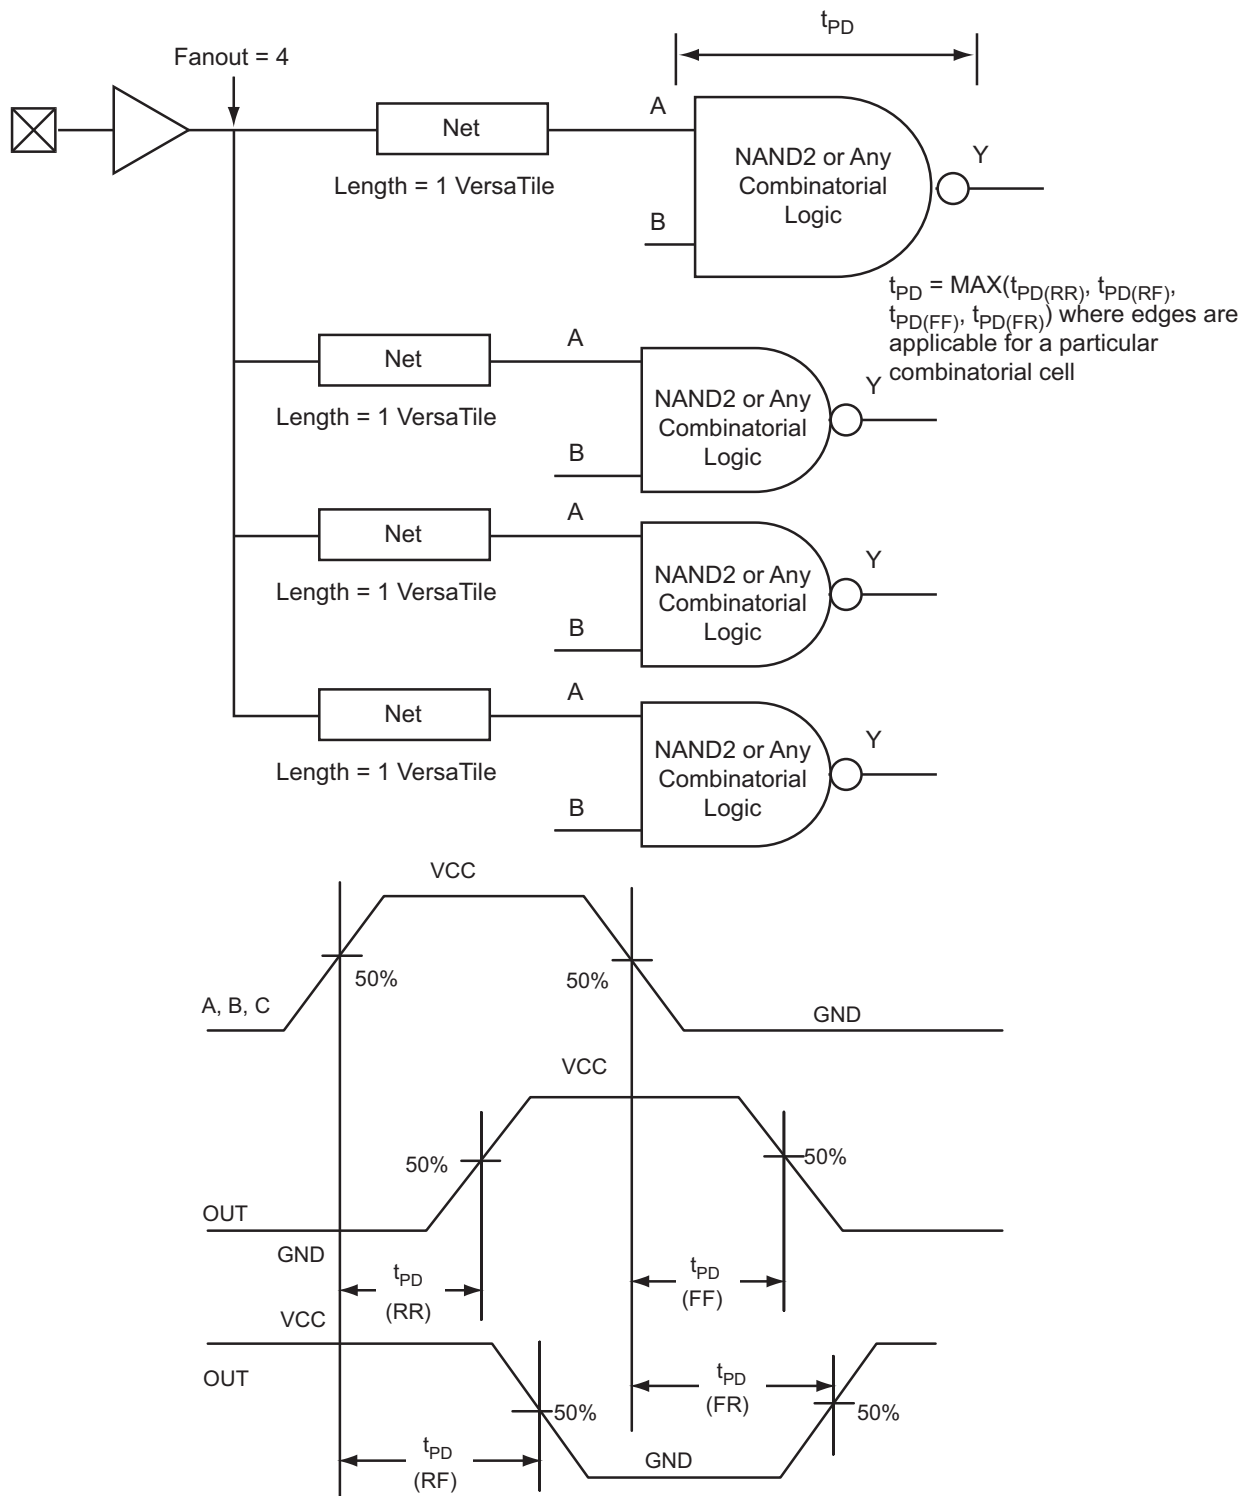 tPD
Fanout = 4
Net
Length = 1 VersaTile
A
B
NAND2 or Any
Combinatorial
Logic
Y
tPD = MAX(tPD(RR), tPD(RF),
tPD(FF), tPD(FR)) where edges are
applicable for a particular
combinatorial cell
Net
Length = 1 VersaTile
A
B
NAND2 or Any
Combinatorial
Logic
Y
Net
Length = 1 VersaTile
A
B
NAND2 or Any
Combinatorial
Logic
Y
Net
Length = 1 VersaTile
A
B
NAND2 or Any
Combinatorial
Logic
Y
VCC
50%
50%
A, B, C
GND
VCC
50%
50%
OUT
GND
tPD
(RR)
tPD
(FF)
VCC
OUT
tPD
(FR)
50%
50%
tPD
(RF)
GND